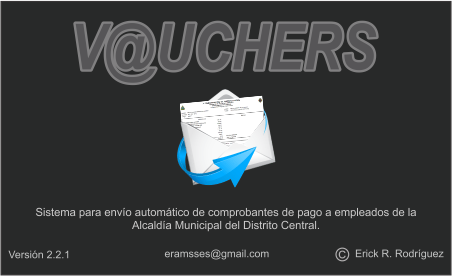 V@UCHERS
Sistema para envío automático de comprobantes de pago a empleados de la
Alcaldía Municipal del Distrito Central.
Versión 2.2.1
eramsses@gmail.com
© Erick R. Rodríguez